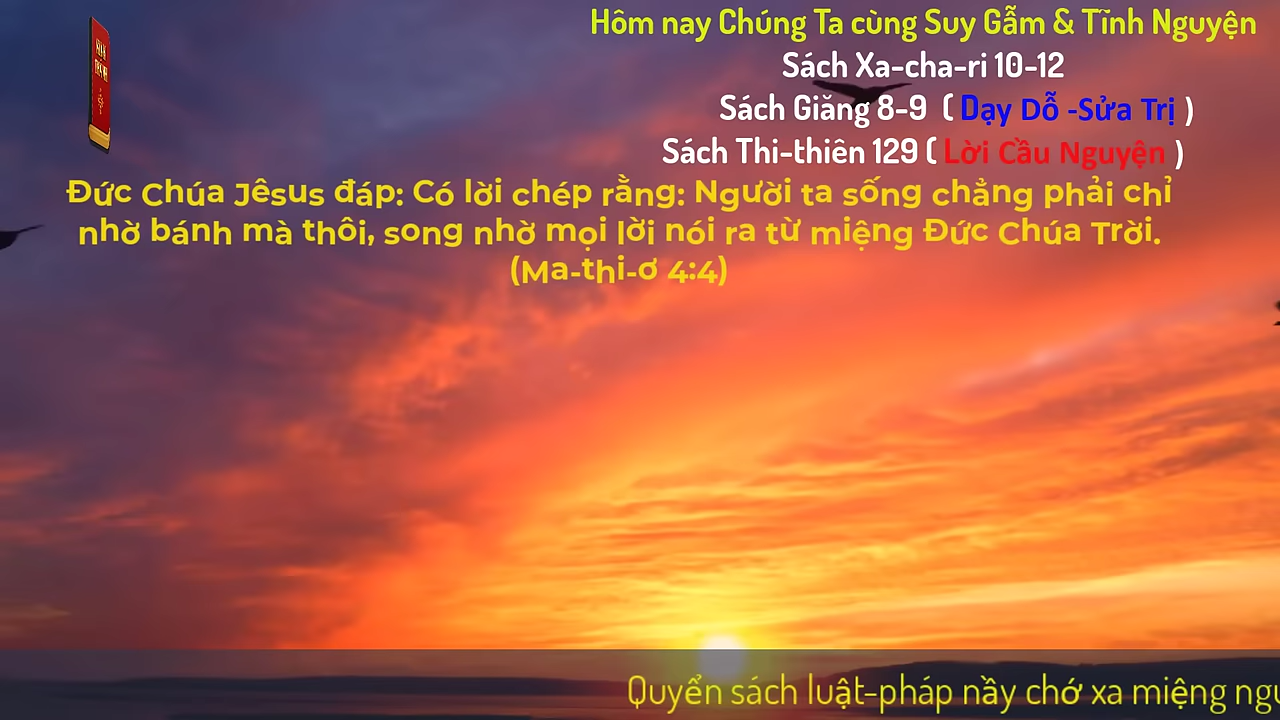 Hôm nay Chúng Ta cùng Suy Gẫm & Tĩnh Nguyện
Sách Xa-cha-ri 10-12
Sách Giăng 8-9 ( Dạy Dỗ -Sửa Trị )
Sách Thi-thiên 129 ( Lời Cầu Nguyện )
Đức Chúa Jêsus đáp: Có lời chép rằng: Người ta sống chẳng phải chỉ
nhờ bánh mà thôi, song nhờ mọi lời nói ra từ miệng Đức Chúa Trời.
(Ma-thi-ơ 4:4)
Quyển sách luật-pháp nầy chớ xa miệng